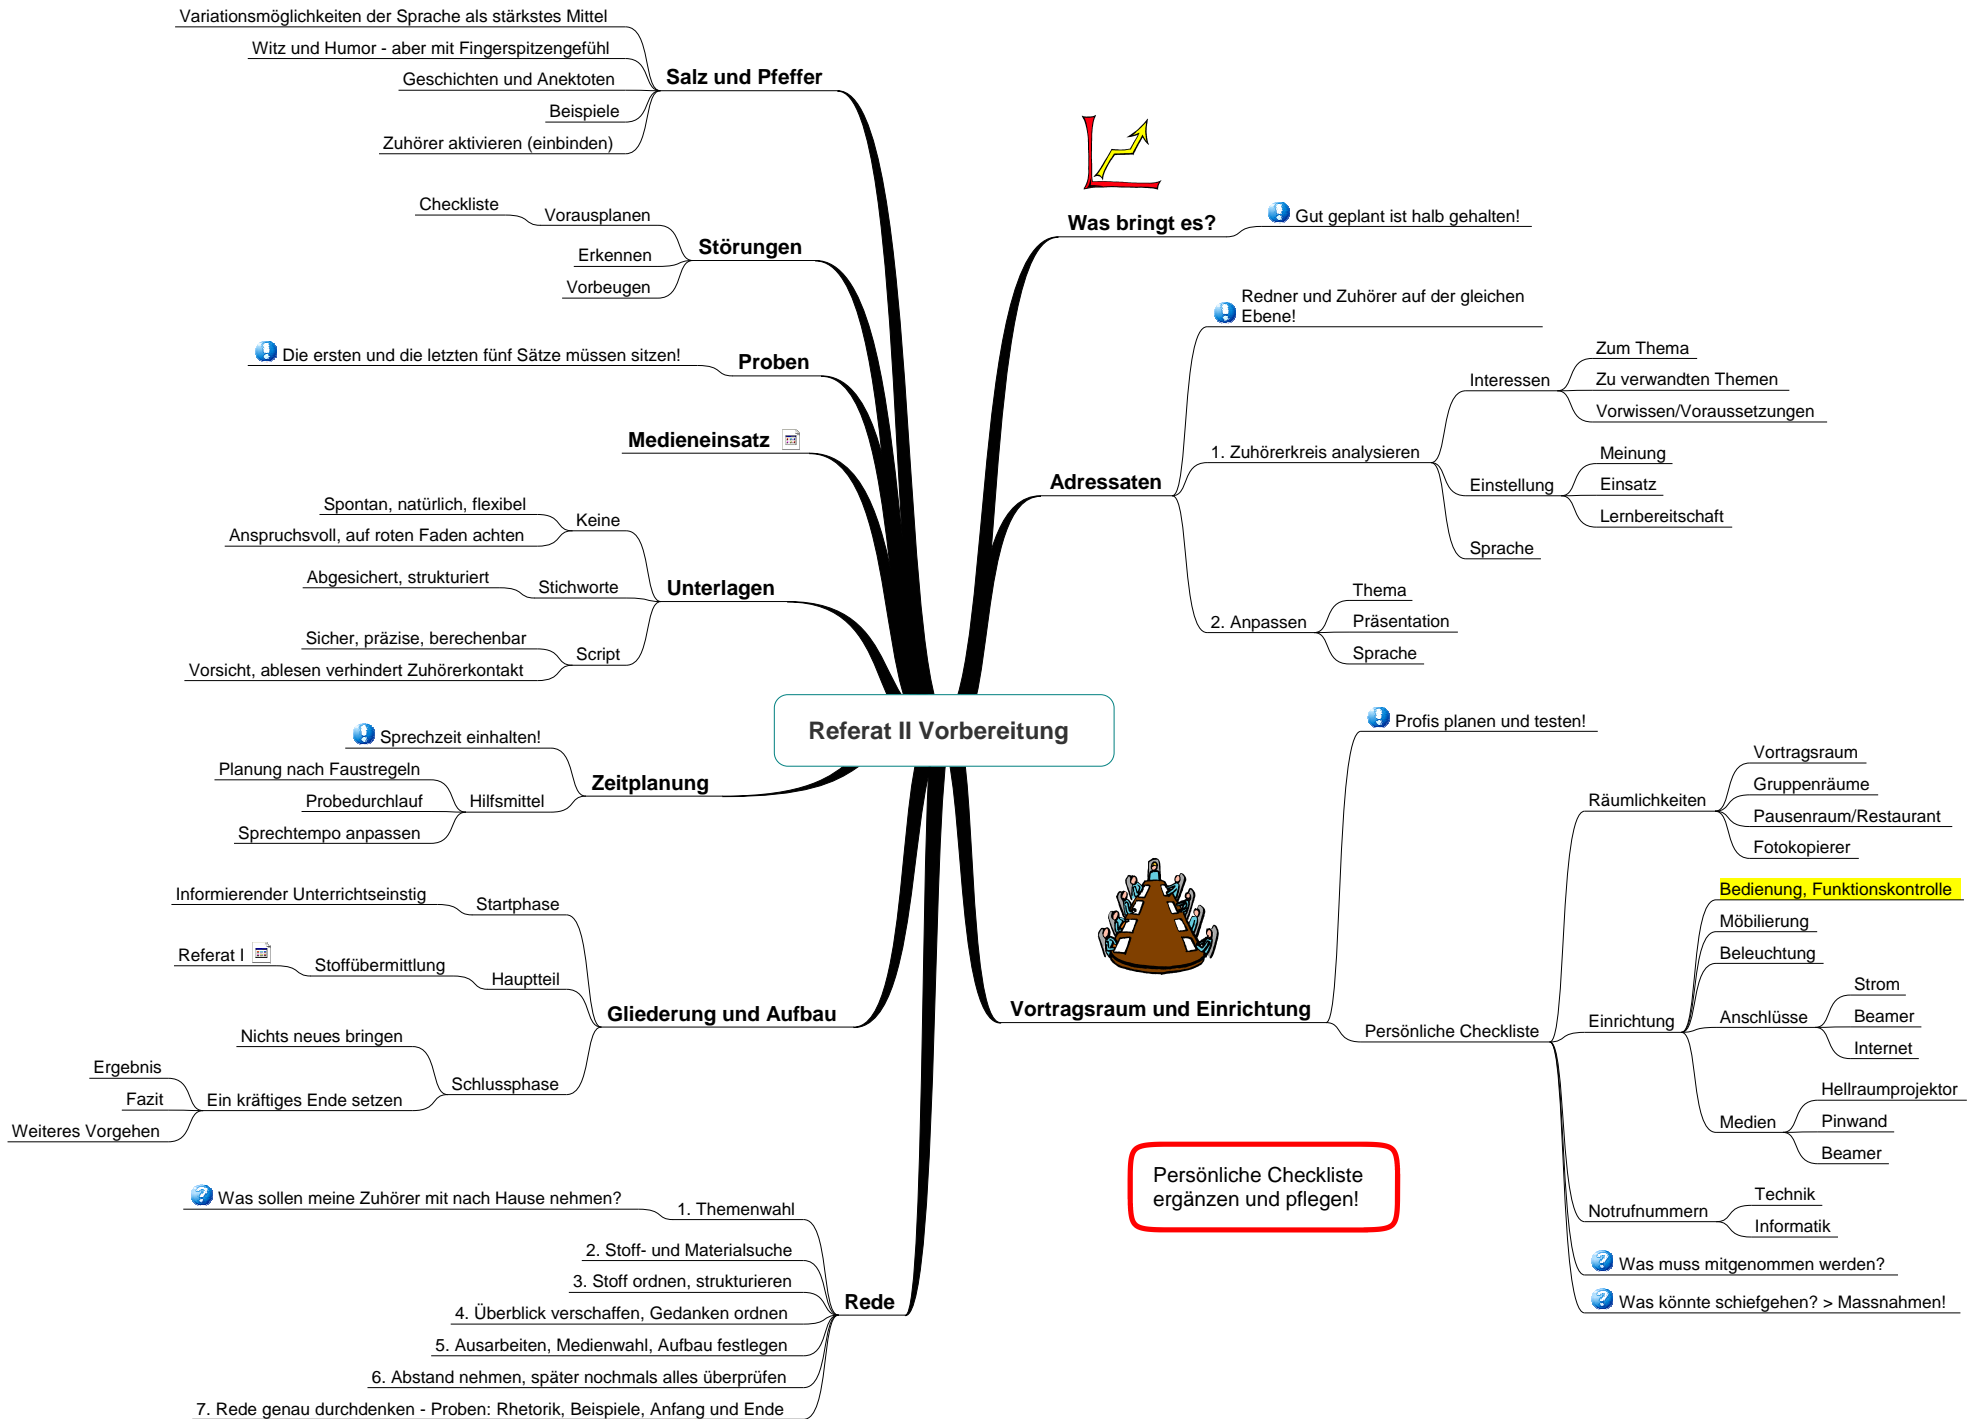 Referat II Vorbereitung
Was bringt es?
Gut geplant ist halb gehalten!
Adressaten
Redner und Zuhörer auf der gleichen
Ebene!
1. Zuhörerkreis analysieren
Interessen
Zum Thema
Zu verwandten Themen
Vorwissen/Voraussetzungen
Einstellung
Meinung
Einsatz
Lernbereitschaft
Sprache
2. Anpassen
Thema
Präsentation
Sprache
Vortragsraum und Einrichtung
Profis planen und testen!
Persönliche Checkliste
Räumlichkeiten
Vortragsraum
Gruppenräume
Pausenraum/Restaurant
Fotokopierer
Einrichtung
Bedienung, Funktionskontrolle
Möbilierung
Beleuchtung
Anschlüsse
Strom
Beamer
Internet
Medien
Hellraumprojektor
Pinwand
Beamer
Notrufnummern
Technik
Informatik
Was muss mitgenommen werden?
Was könnte schiefgehen? > Massnahmen!
Persönliche Checkliste
ergänzen und pflegen!
Salz und Pfeffer
Variationsmöglichkeiten der Sprache als stärkstes Mittel
Witz und Humor - aber mit Fingerspitzengefühl
Geschichten und Anektoten
Beispiele
Zuhörer aktivieren (einbinden)
Störungen
Vorausplanen
Checkliste
Erkennen
Vorbeugen
Proben
Die ersten und die letzten fünf Sätze müssen sitzen!
Medieneinsatz
Unterlagen
Keine
Spontan, natürlich, flexibel
Anspruchsvoll, auf roten Faden achten
Stichworte
Abgesichert, strukturiert
Script
Sicher, präzise, berechenbar
Vorsicht, ablesen verhindert Zuhörerkontakt
Zeitplanung
Sprechzeit einhalten!
Hilfsmittel
Planung nach Faustregeln
Probedurchlauf
Sprechtempo anpassen
Gliederung und Aufbau
Startphase
Informierender Unterrichtseinstig
Hauptteil
Stoffübermittlung
Referat I
Schlussphase
Nichts neues bringen
Ein kräftiges Ende setzen
Ergebnis
Fazit
Weiteres Vorgehen
Rede
1. Themenwahl
Was sollen meine Zuhörer mit nach Hause nehmen?
2. Stoff- und Materialsuche
3. Stoff ordnen, strukturieren
4. Überblick verschaffen, Gedanken ordnen
5. Ausarbeiten, Medienwahl, Aufbau festlegen
6. Abstand nehmen, später nochmals alles überprüfen
7. Rede genau durchdenken - Proben: Rhetorik, Beispiele, Anfang und Ende